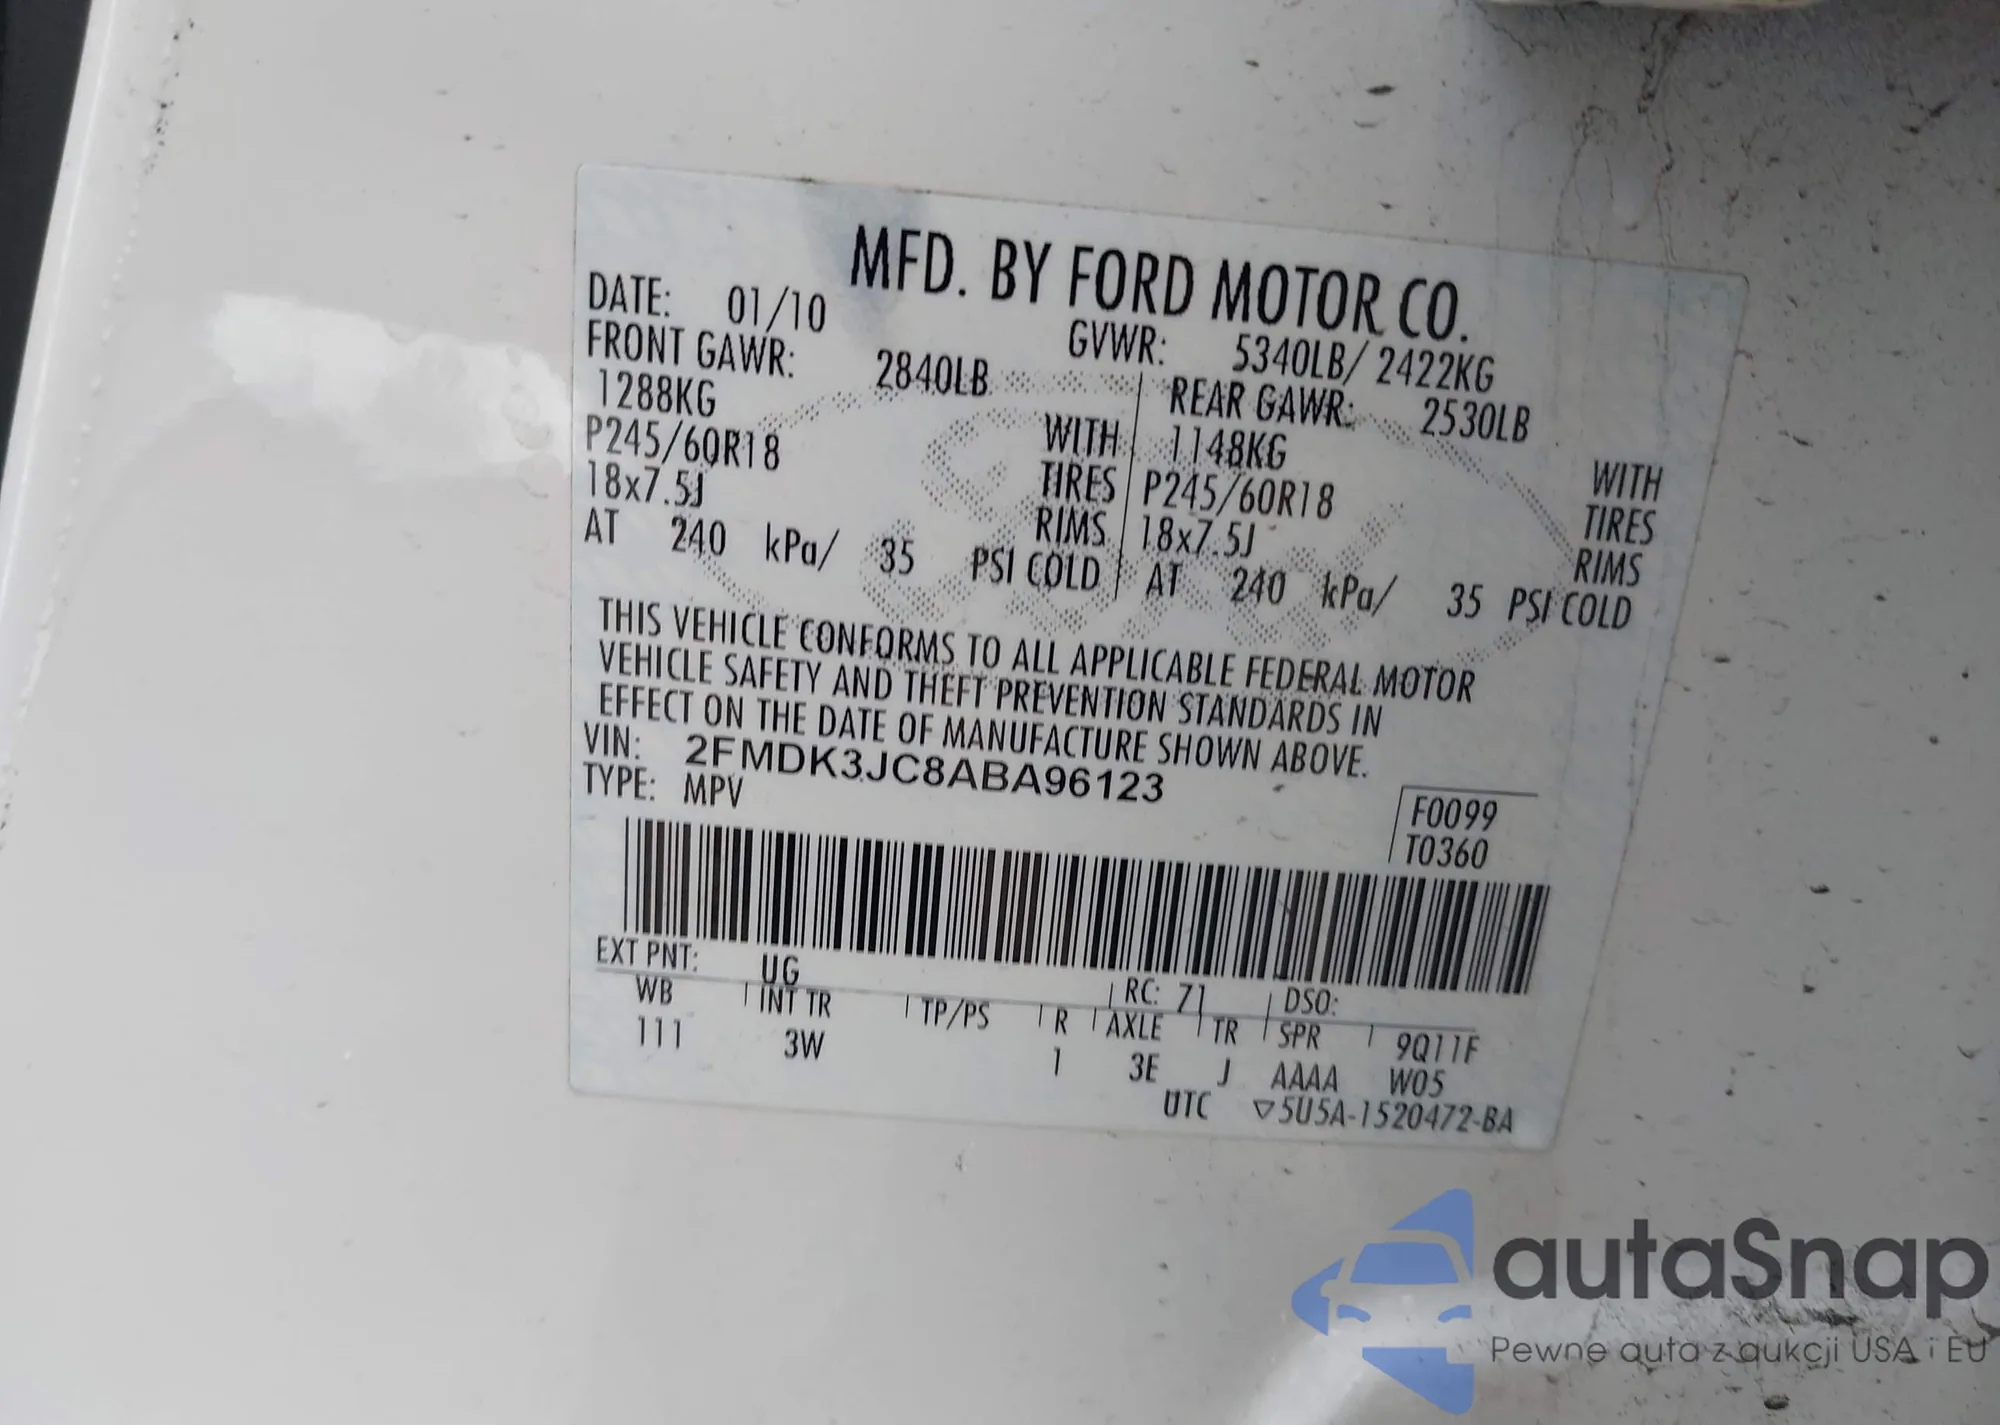 MFD. BY FORD MOTOR CO.
DATE: 01/10 GVWR: 5340LB/ 2422KG
FRONT GAWR: 2840LB REAR GAWR: 2530LB
1288KG WITH 1148KG WITH
P245/60R18 TIRES P245/60R18 TIRES
18x7.5J RIMS 18x7.5J RIMS
AT 240 kPa/ 35 PSI COLD AT 240 kPa/ 35 PSI COLD
THIS VEHICLE CONFORMS TO ALL APPLICABLE FEDERAL MOTOR
VEHICLE SAFETY AND THEFT PREVENTION STANDARDS IN
EFFECT ON THE DATE OF MANUFACTURE SHOWN ABOVE.
VIN: 2FMDK3JC8ABA96123
TYPE: MPV
F0099
T0360
EXT PNT: UG RC: 71 DSO:
WB INT TR TP/PS R AXLE TR SPR 9Q11F
111 3W 1 3E J AAAA W05
UTC ▽5U5A-1520472-BA
autaSnap
Pewne auta z aukcji USA i EU